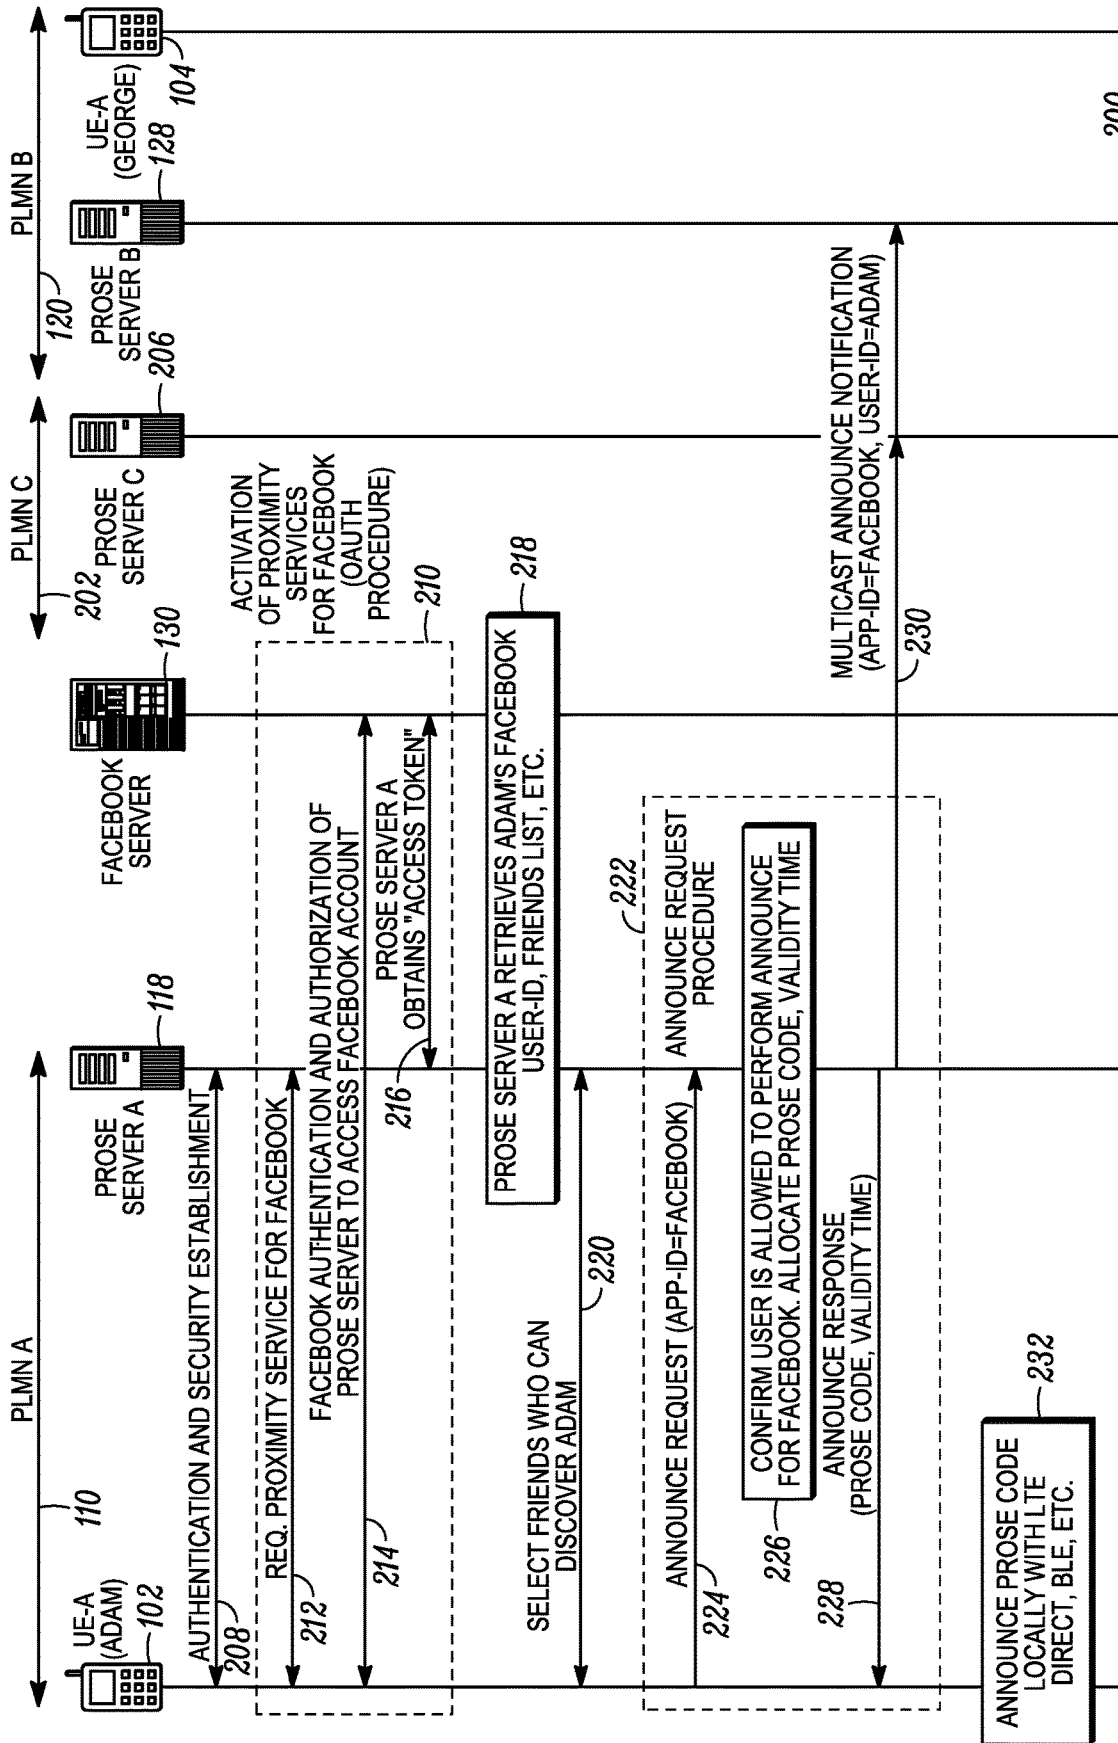 PLMN A
PLMN C
PLMN B
110
202
120
UE-A
(ADAM)
102
PROSE
SERVER A
118
FACEBOOK
SERVER
130
PROSE
SERVER C
206
PROSE
SERVER B
128
UE-A
(GEORGE)
104
AUTHENTICATION AND SECURITY ESTABLISHMENT
208
ACTIVATION
OF PROXIMITY
SERVICES
FOR FACEBOOK
(OAUTH
PROCEDURE)
210
REQ. PROXIMITY SERVICE FOR FACEBOOK
212
FACEBOOK AUTHENTICATION AND AUTHORIZATION OF
PROSE SERVER TO ACCESS FACEBOOK ACCOUNT
214
PROSE SERVER A
OBTAINS "ACCESS TOKEN"
216
PROSE SERVER A RETRIEVES ADAM'S FACEBOOK
USER-ID, FRIENDS LIST, ETC.
218
SELECT FRIENDS WHO CAN
DISCOVER ADAM
220
222
ANNOUNCE REQUEST
PROCEDURE
ANNOUNCE REQUEST (APP-ID=FACEBOOK)
224
CONFIRM USER IS ALLOWED TO PERFORM ANNOUNCE
FOR FACEBOOK. ALLOCATE PROSE CODE, VALIDITY TIME
226
ANNOUNCE RESPONSE
(PROSE CODE, VALIDITY TIME)
228
MULTICAST ANNOUNCE NOTIFICATION
(APP-ID=FACEBOOK, USER-ID=ADAM)
230
ANNOUNCE PROSE CODE
LOCALLY WITH LTE
DIRECT, BLE, ETC.
232